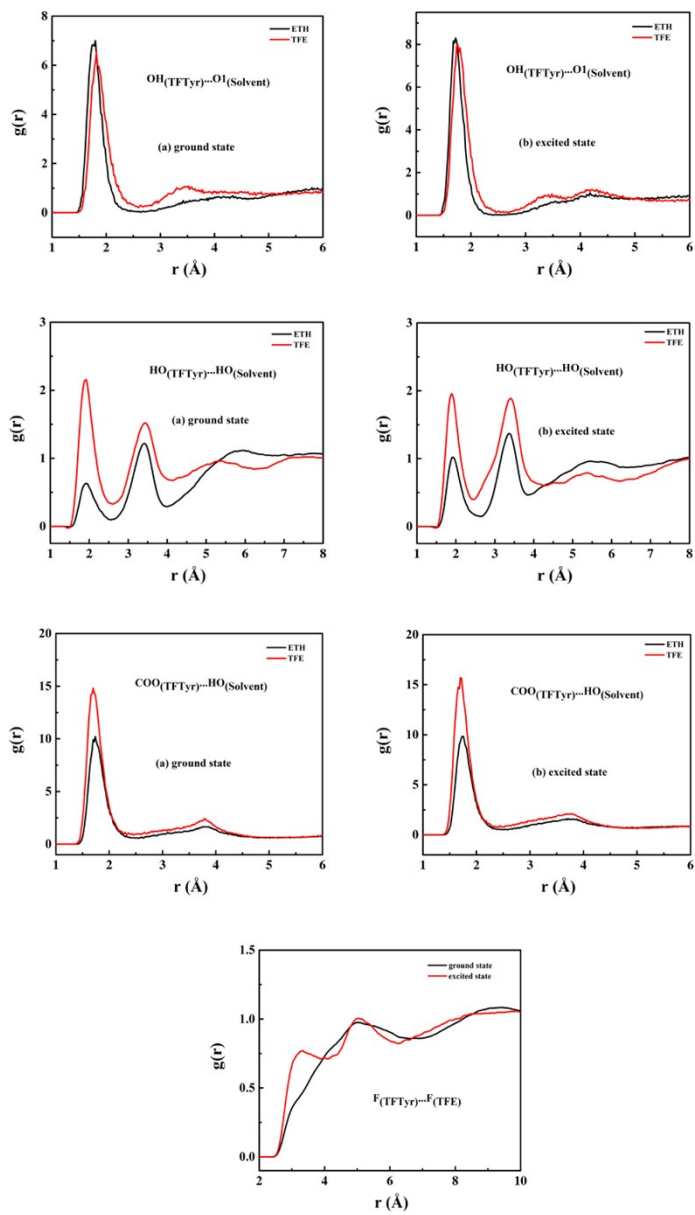 ETH
TFE
OH(TFTyr)...O1(Solvent)
(a) ground state
g(r)
8
6
4
2
0
1 2 3 4 5 6
r (Å)
ETH
TFE
OH(TFTyr)...O1(Solvent)
(b) excited state
g(r)
8
6
4
2
0
1 2 3 4 5 6
r (Å)
ETH
TFE
HO(TFTyr)...HO(Solvent)
(a) ground state
g(r)
3
2
1
0
1 2 3 4 5 6 7 8
r (Å)
ETH
TFE
HO(TFTyr)...HO(Solvent)
(b) excited state
g(r)
3
2
1
0
1 2 3 4 5 6 7 8
r (Å)
ETH
TFE
COO(TFTyr)...HO(Solvent)
(a) ground state
g(r)
20
15
10
5
0
1 2 3 4 5 6
r (Å)
ETH
TFE
COO(TFTyr)...HO(Solvent)
(b) excited state
g(r)
20
15
10
5
0
1 2 3 4 5 6
r (Å)
ground state
excited state
F(TFTyr)...F(TFE)
g(r)
1.5
1.0
0.5
0.0
2 4 6 8 10
r (Å)